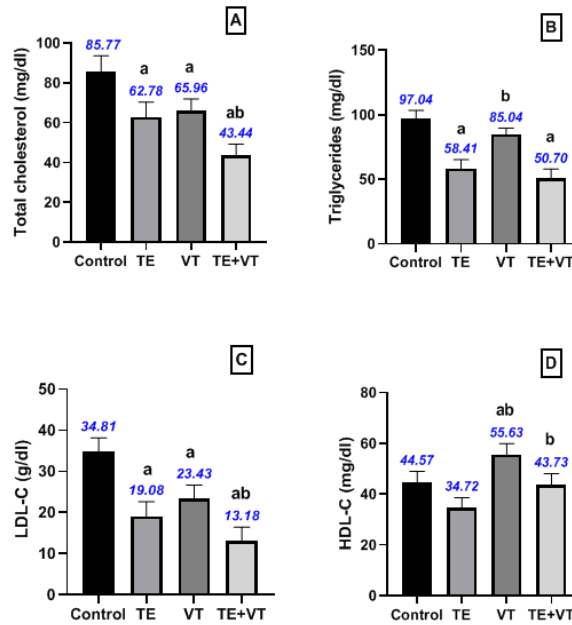 A
Total cholesterol (mg/dl)
100
80
60
40
20
0
85.77
a
62.78
a
65.96
ab
43.44
Control TE VT TE+VT
B
Triglycerides (mg/dl)
150
100
50
0
97.04
a
58.41
b
85.04
a
50.70
Control TE VT TE+VT
C
LDL-C (g/dl)
50
40
30
20
10
0
34.81
a
19.08
a
23.43
ab
13.18
Control TE VT TE+VT
D
HDL-C (mg/dl)
80
60
40
20
0
44.57
34.72
ab
55.63
b
43.73
Control TE VT TE+VT